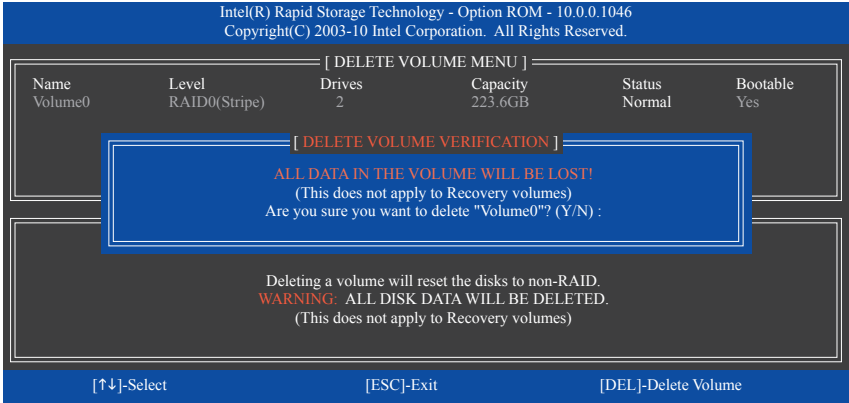 Intel(R) Rapid Storage Technology - Option ROM - 10.0.0.1046
Copyright(C) 2003-10 Intel Corporation.  All Rights Reserved.
[ DELETE VOLUME MENU ]
Name Level Drives Capacity Status Bootable
Volume0 RAID0(Stripe) 2 223.6GB Normal Yes
[ DELETE VOLUME VERIFICATION ]
ALL DATA IN THE VOLUME WILL BE LOST!
(This does not apply to Recovery volumes)
Are you sure you want to delete "Volume0"? (Y/N) :
Deleting a volume will reset the disks to non-RAID.
WARNING:  ALL DISK DATA WILL BE DELETED.
(This does not apply to Recovery volumes)
[↑↓]-Select [ESC]-Exit [DEL]-Delete Volume